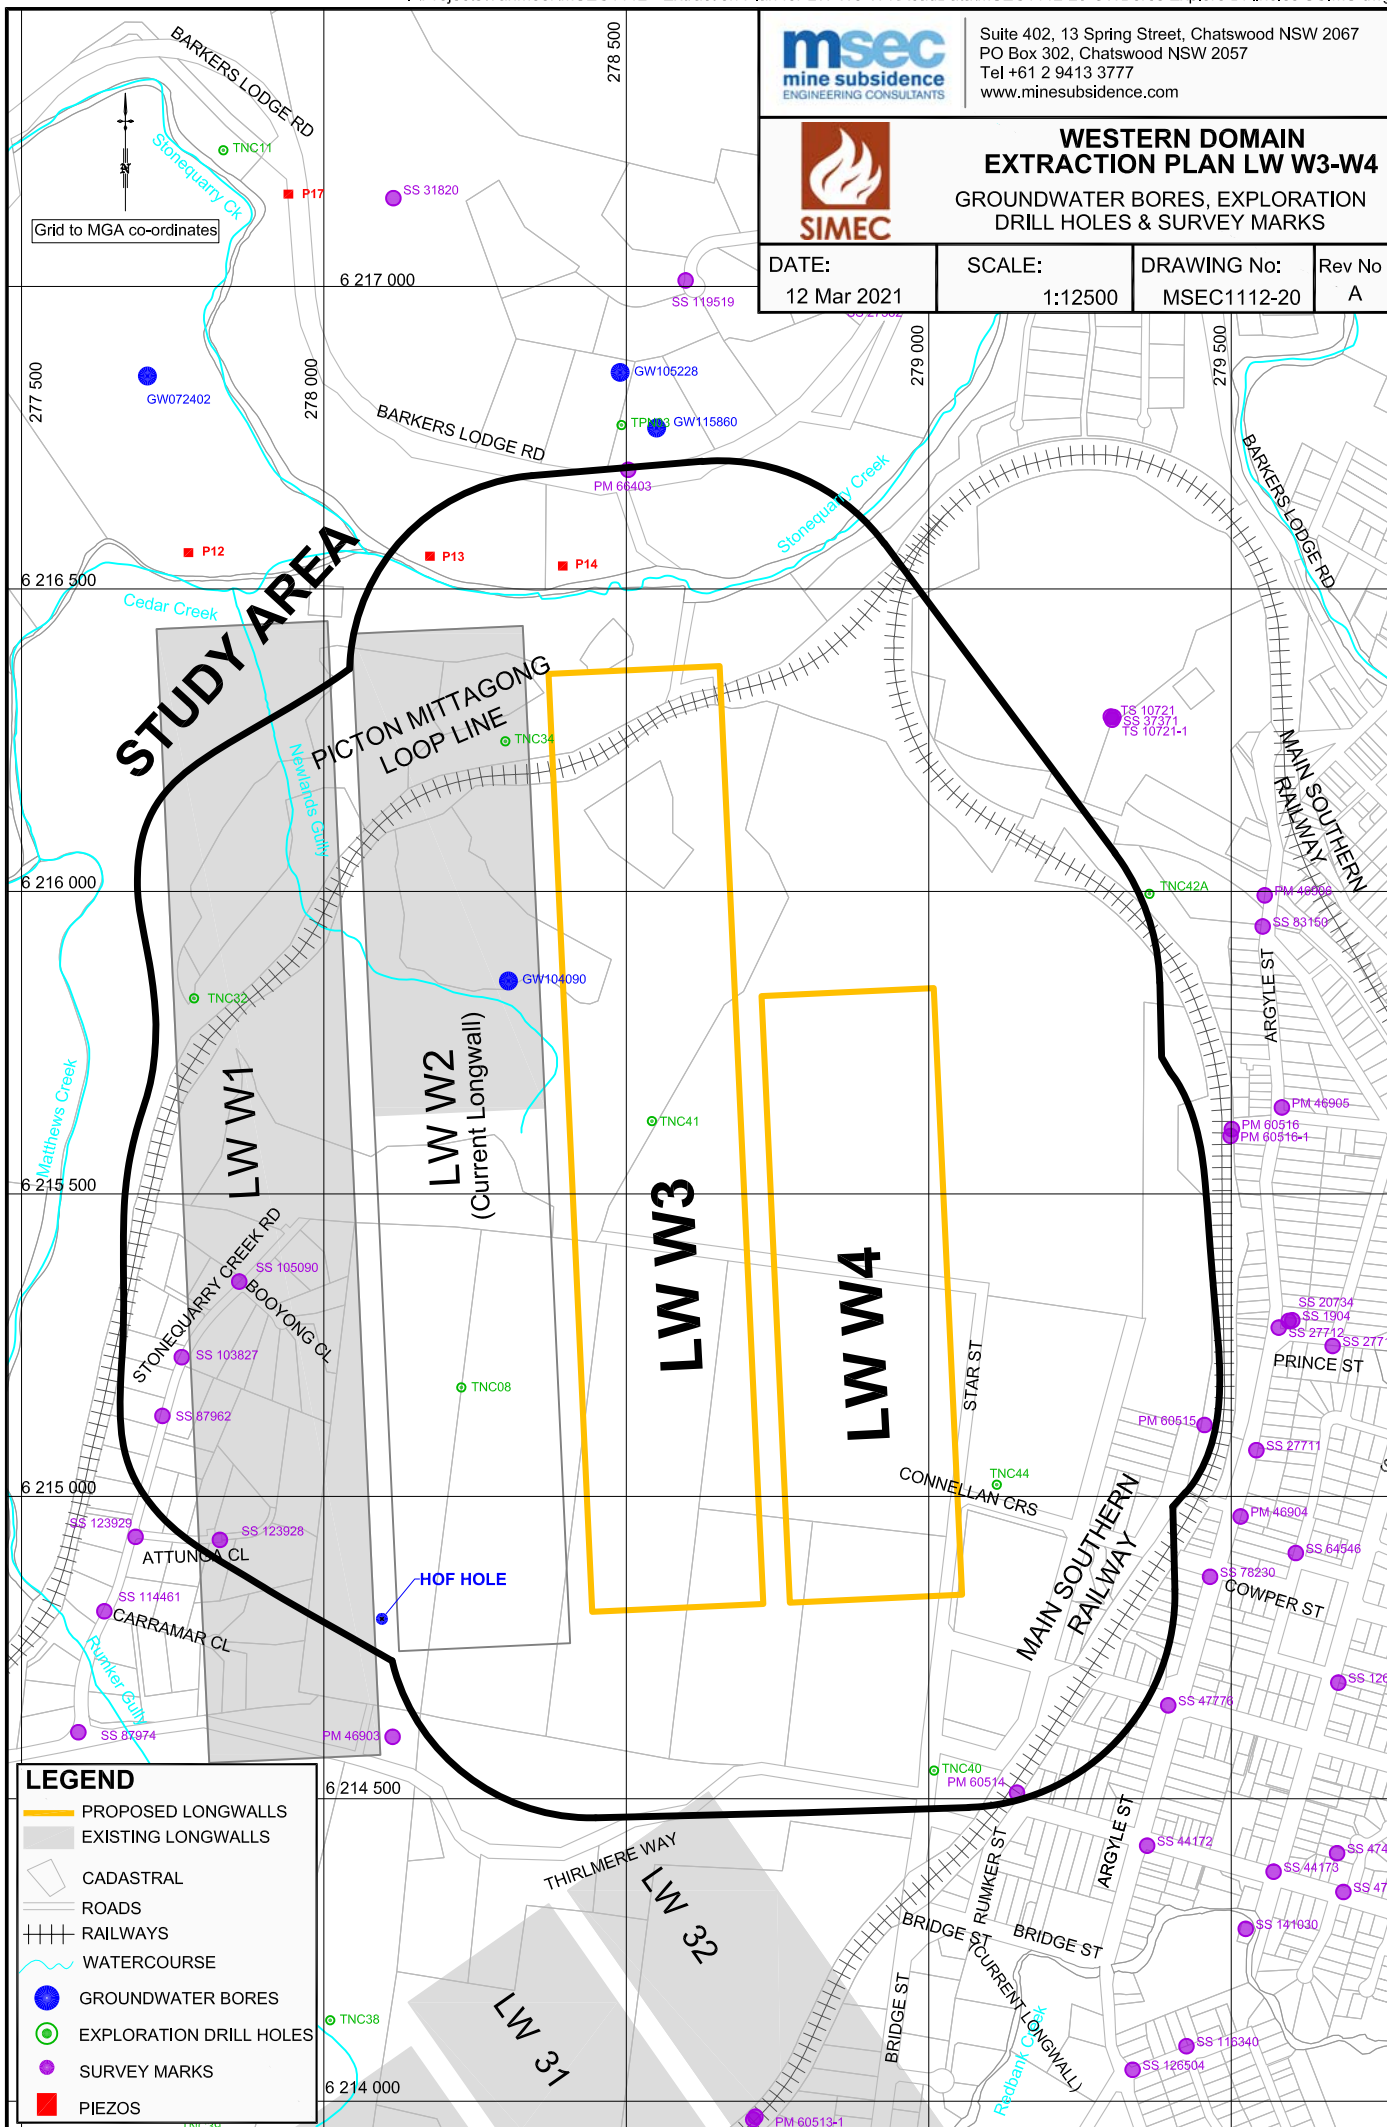 msec
mine subsidence
ENGINEERING CONSULTANTS
Suite 402, 13 Spring Street, Chatswood NSW 2067
PO Box 302, Chatswood NSW 2057
Tel +61 2 9413 3777
www.minesubsidence.com
SIMEC
WESTERN DOMAIN
EXTRACTION PLAN LW W3-W4
GROUNDWATER BORES, EXPLORATION
DRILL HOLES & SURVEY MARKS
DATE:
12 Mar 2021
SCALE:
1:12500
DRAWING No:
MSEC1112-20
Rev No
A
BARKERS LODGE RD
278 500
TNC11
Stonequarry Ck
N
P17
SS 31820
Grid to MGA co-ordinates
6 217 000
SS 119519
277 500
278 000
279 000
279 500
GW072402
GW105228
TPN03
GW115860
BARKERS LODGE RD
PM 66403
Stonequarry Creek
BARKERS LODGE RD
P12
P13
P14
6 216 500
Cedar Creek
STUDY AREA
PICTON MITTAGONG
LOOP LINE
TNC34
Newlands Gully
TS 10721
SS 37371
TS 10721-1
MAIN SOUTHERN
RAILWAY
6 216 000
TNC42A
PM 46906
SS 83150
ARGYLE ST
GW104090
TNC32
LW W1
LW W2
(Current Longwall)
Matthews Creek
TNC41
PM 46905
PM 60516
PM 60516-1
6 215 500
LW W3
LW W4
STONEQUARRY CREEK RD
SS 105090
BOOYONG CL
SS 103827
SS 20734
SS 1904
SS 27712
SS 277
PRINCE ST
STAR ST
TNC08
SS 87962
PM 60515
SS 27711
6 215 000
TNC44
CONNELLAN CRS
MAIN SOUTHERN
RAILWAY
PM 46904
SS 123929
SS 123928
ATTUNGA CL
SS 64546
SS 78230
COWPER ST
HOF HOLE
SS 114461
CARRAMAR CL
Rumker Gully
SS 126
SS 47776
SS 87974
PM 46903
TNC40
PM 60514
6 214 500
ARGYLE ST
THIRLMERE WAY
SS 44172
SS 474
SS 44173
SS 47
LW 32
RUMKER ST
BRIDGE ST
BRIDGE ST
SS 141030
(CURRENT LONGWALL)
BRIDGE ST
Redbank Creek
LW 31
TNC38
SS 116340
SS 126504
6 214 000
PM 60513-1
LEGEND
PROPOSED LONGWALLS
EXISTING LONGWALLS
CADASTRAL
ROADS
RAILWAYS
WATERCOURSE
GROUNDWATER BORES
EXPLORATION DRILL HOLES
SURVEY MARKS
PIEZOS